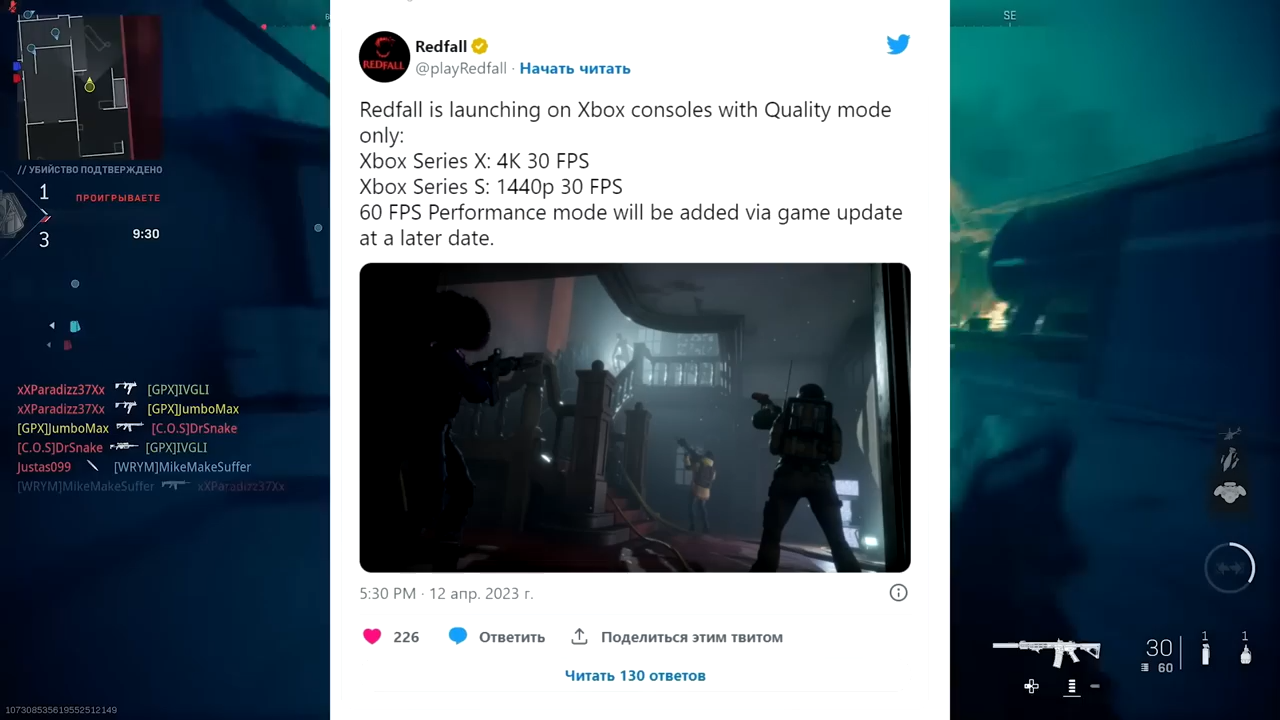 SE
// УБИЙСТВО ПОДТВЕРЖДЕНО
1
ПРОИГРЫВАЕТЕ
3
9:30
xXParadizz37Xx [GPX]IVGLI
xXParadizz37Xx [GPX]JumboMax
[GPX]JumboMax [C.O.S]DrSnake
[C.O.S]DrSnake [GPX]IVGLI
Justas099 [WRYM]MikeMakeSuffer
[WRYM]MikeMakeSuffer xXParadizz37Xx
107308535619552512149
REDFALL
Redfall
@playRedfall · Начать читать
Redfall is launching on Xbox consoles with Quality mode
only:
Xbox Series X: 4K 30 FPS
Xbox Series S: 1440p 30 FPS
60 FPS Performance mode will be added via game update
at a later date.
5:30 PM · 12 апр. 2023 г.
226 Ответить Поделиться этим твитом
Читать 130 ответов
30
60
1 1